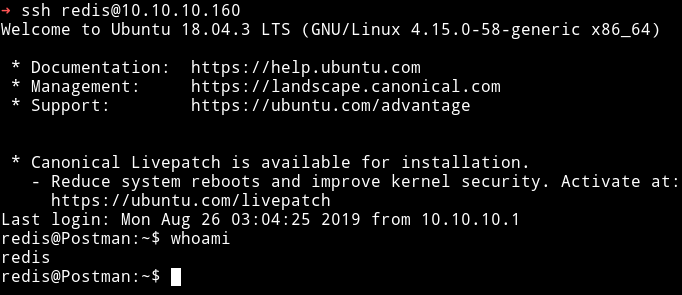 → ssh redis@10.10.10.160
Welcome to Ubuntu 18.04.3 LTS (GNU/Linux 4.15.0-58-generic x86_64)
* Documentation:  https://help.ubuntu.com
* Management:     https://landscape.canonical.com
* Support:        https://ubuntu.com/advantage
* Canonical Livepatch is available for installation.
- Reduce system reboots and improve kernel security. Activate at:
https://ubuntu.com/livepatch
Last login: Mon Aug 26 03:04:25 2019 from 10.10.10.1
redis@Postman:~$ whoami
redis
redis@Postman:~$